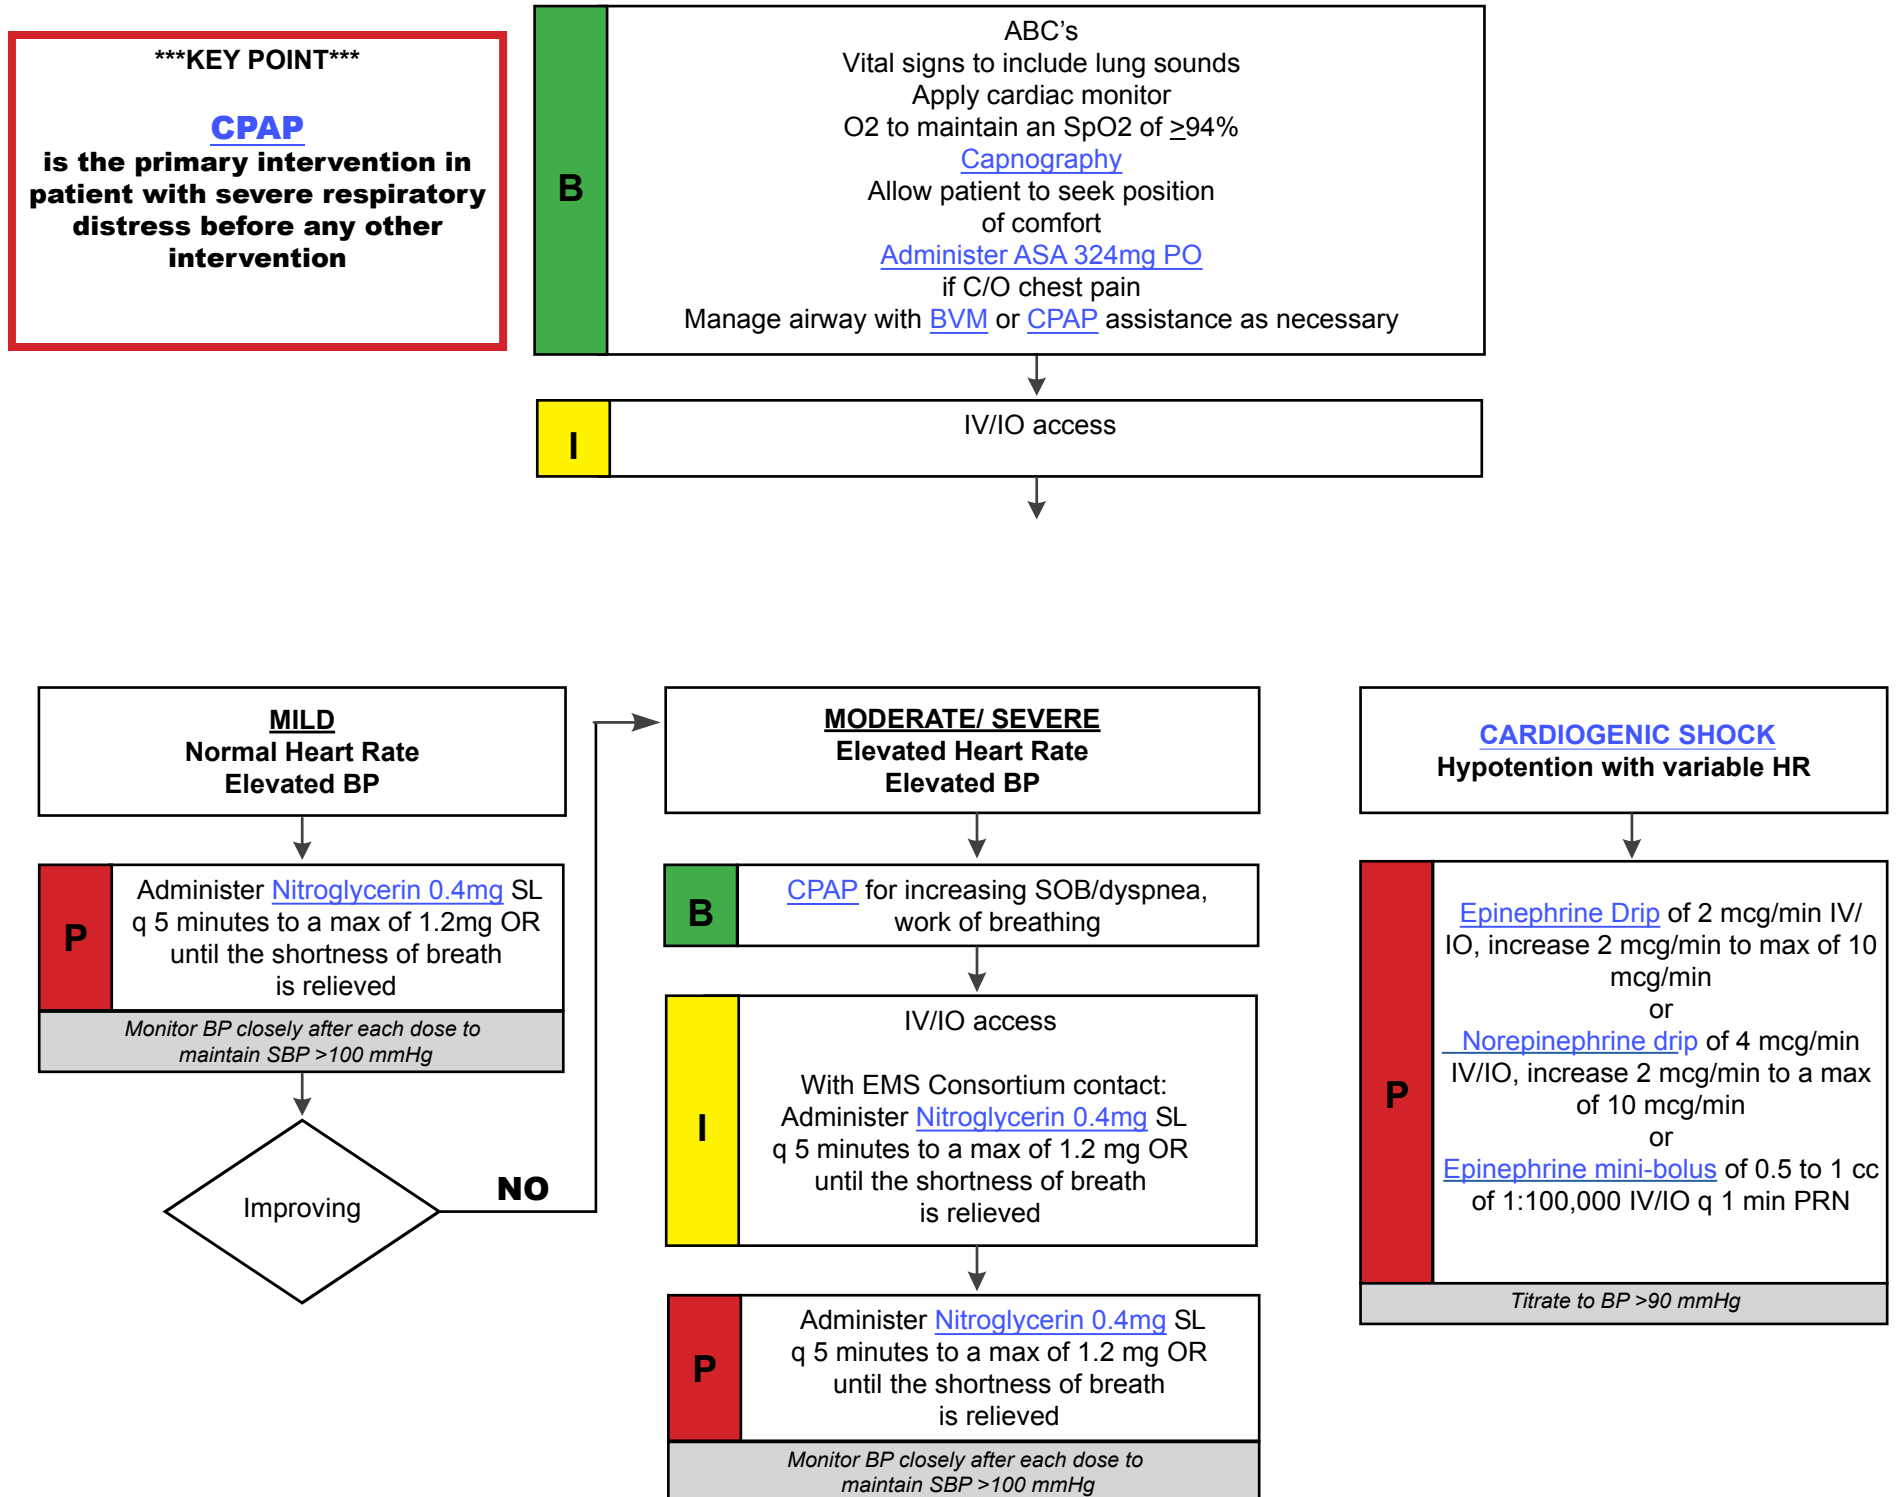 ***KEY POINT***
CPAP
is the primary intervention in
patient with severe respiratory
distress before any other
intervention
B
ABC's
Vital signs to include lung sounds
Apply cardiac monitor
O2 to maintain an SpO2 of ≥94%
Capnography
Allow patient to seek position
of comfort
Administer ASA 324mg PO
if C/O chest pain
Manage airway with BVM or CPAP assistance as necessary
I
IV/IO access
MILD
Normal Heart Rate
Elevated BP
P
Administer Nitroglycerin 0.4mg SL
q 5 minutes to a max of 1.2mg OR
until the shortness of breath
is relieved
Monitor BP closely after each dose to
maintain SBP >100 mmHg
Improving
NO
MODERATE/ SEVERE
Elevated Heart Rate
Elevated BP
B
CPAP for increasing SOB/dyspnea,
work of breathing
I
IV/IO access
With EMS Consortium contact:
Administer Nitroglycerin 0.4mg SL
q 5 minutes to a max of 1.2 mg OR
until the shortness of breath
is relieved
P
Administer Nitroglycerin 0.4mg SL
q 5 minutes to a max of 1.2 mg OR
until the shortness of breath
is relieved
Monitor BP closely after each dose to
maintain SBP >100 mmHg
CARDIOGENIC SHOCK
Hypotention with variable HR
P
Epinephrine Drip of 2 mcg/min IV/
IO, increase 2 mcg/min to max of 10
mcg/min
or
Norepinephrine drip of 4 mcg/min
IV/IO, increase 2 mcg/min to a max
of 10 mcg/min
or
Epinephrine mini-bolus of 0.5 to 1 cc
of 1:100,000 IV/IO q 1 min PRN
Titrate to BP >90 mmHg